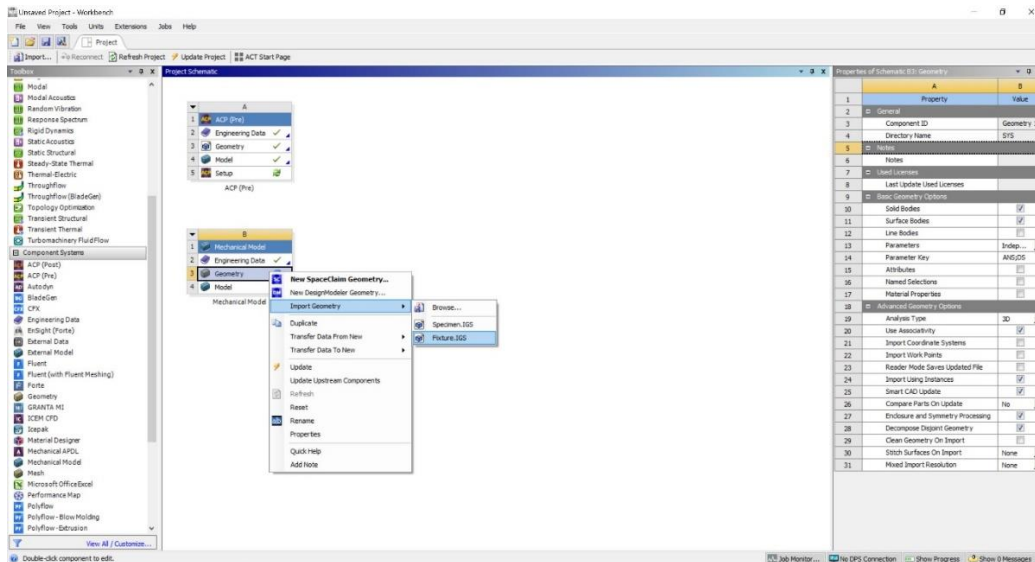 Unsaved Project - Workbench
File View Tools Units Extensions Jobs Help
Project
Import... Reconnect Refresh Project Update Project ACT Start Page
Toolbox
Modal
Modal Acoustics
Random Vibration
Response Spectrum
Rigid Dynamics
Static Acoustics
Static Structural
Steady-State Thermal
Thermal-Electric
Throughflow
Throughflow (BladeGen)
Topology Optimization
Transient Structural
Transient Thermal
Turbomachinery Fluid Flow
Component Systems
ACP (Post)
ACP (Pre)
Autodyn
BladeGen
CFX
Engineering Data
EnSight (Forte)
External Data
External Model
Fluent
Fluent (with Fluent Meshing)
Forte
Geometry
GRANTA MI
ICEM CFD
Icepak
Material Designer
Mechanical APDL
Mechanical Model
Mesh
Microsoft Office Excel
Performance Map
Polyflow
Polyflow - Blow Molding
Polyflow - Extrusion
View All / Customize...
Project Schematic
A
1 ACP (Pre)
2 Engineering Data
3 Geometry
4 Model
5 Setup
ACP (Pre)
B
1 Mechanical Model
2 Engineering Data
3 Geometry
4 Model
Mechanical Model
New SpaceClaim Geometry...
New DesignModeler Geometry...
Import Geometry
Duplicate
Transfer Data From New
Transfer Data To New
Update
Update Upstream Components
Refresh
Reset
Rename
Properties
Quick Help
Add Note
Browse...
Specimen.IGS
Fixture.IGS
Properties of Schematic B3: Geometry
A B
1 Property Value
2 General
3 Component ID Geometry
4 Directory Name SYS
5 Notes
6 Notes
7 Used Licenses
8 Last Update Used Licenses
9 Basic Geometry Options
10 Solid Bodies
11 Surface Bodies
12 Line Bodies
13 Parameters Indep...
14 Parameter Key ANS;DS
15 Attributes
16 Named Selections
17 Material Properties
18 Advanced Geometry Options
19 Analysis Type 3D
20 Use Associativity
21 Import Coordinate Systems
22 Import Work Points
23 Reader Mode Saves Updated File
24 Import Using Instances
25 Smart CAD Update
26 Compare Parts On Update No
27 Enclosure and Symmetry Processing
28 Decompose Disjoint Geometry
29 Clean Geometry On Import
30 Stitch Surfaces On Import None
31 Mixed Import Resolution None
Double-click component to edit.
Job Monitor... No DPS Connection Show Progress Show 0 Messages